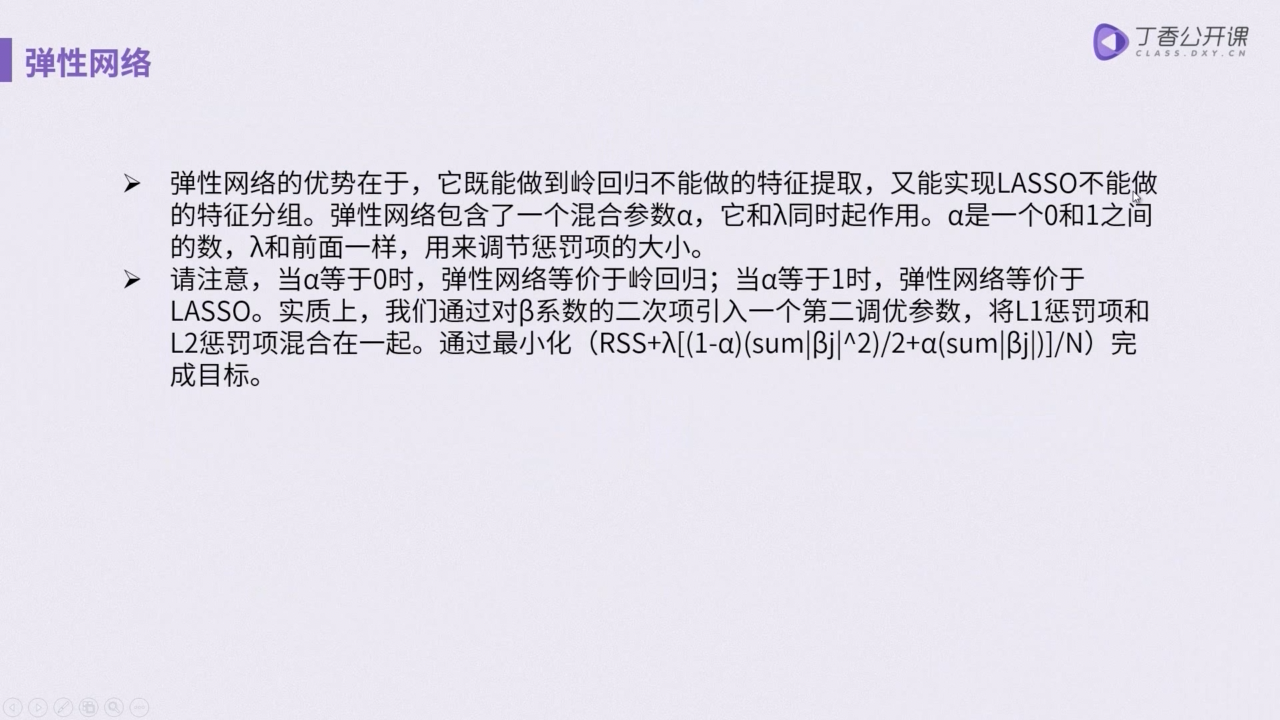 弹性网络
丁香公开课
CLASS.DXY.CN
弹性网络的优势在于，它既能做到岭回归不能做的特征提取，又能实现LASSO不能做
的特征分组。弹性网络包含了一个混合参数α，它和λ同时起作用。α是一个0和1之间
的数，λ和前面一样，用来调节惩罚项的大小。
请注意，当α等于0时，弹性网络等价于岭回归；当α等于1时，弹性网络等价于
LASSO。实质上，我们通过对β系数的二次项引入一个第二调优参数，将L1惩罚项和
L2惩罚项混合在一起。通过最小化（RSS+λ[(1-α)(sum|βj|^2)/2+α(sum|βj|)]/N）完
成目标。